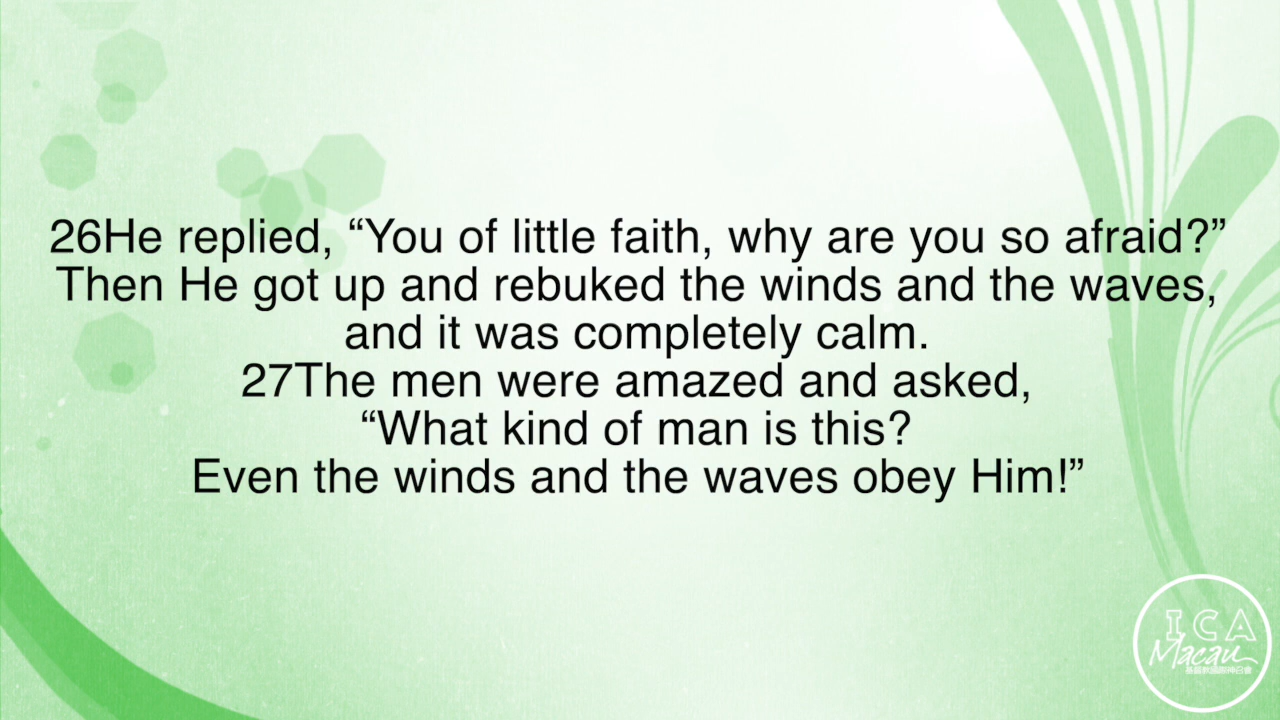 26He replied, “You of little faith, why are you so afraid?”
Then He got up and rebuked the winds and the waves,
and it was completely calm.
27The men were amazed and asked,
“What kind of man is this?
Even the winds and the waves obey Him!”
ICA
Macau